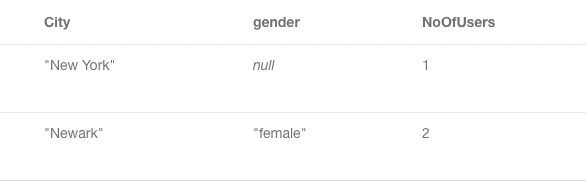 City gender NoOfUsers
"New York" null 1
"Newark" "female" 2